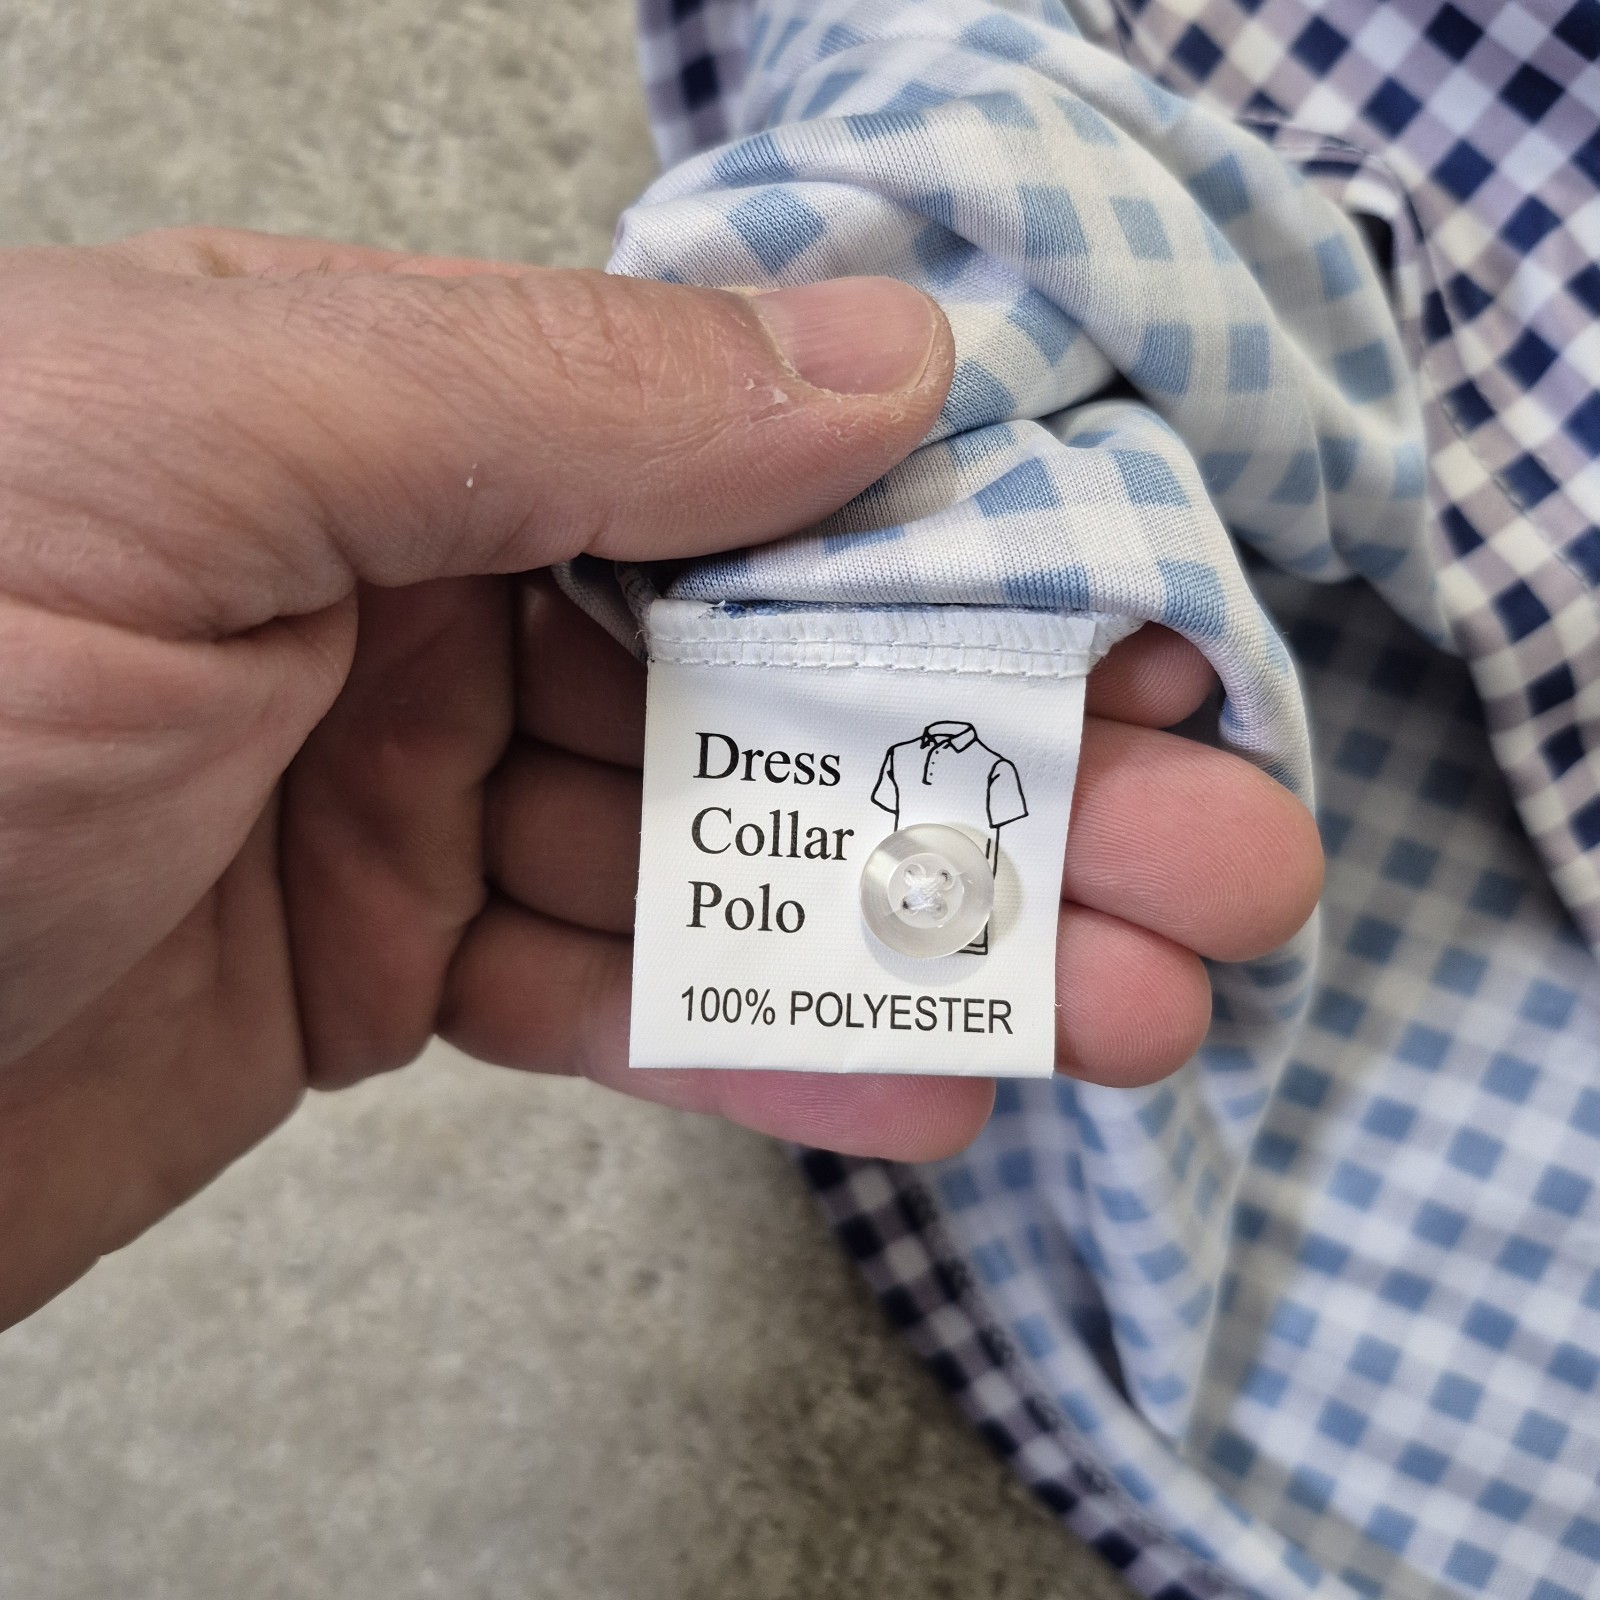 Dress
Collar
Polo
100% POLYESTER